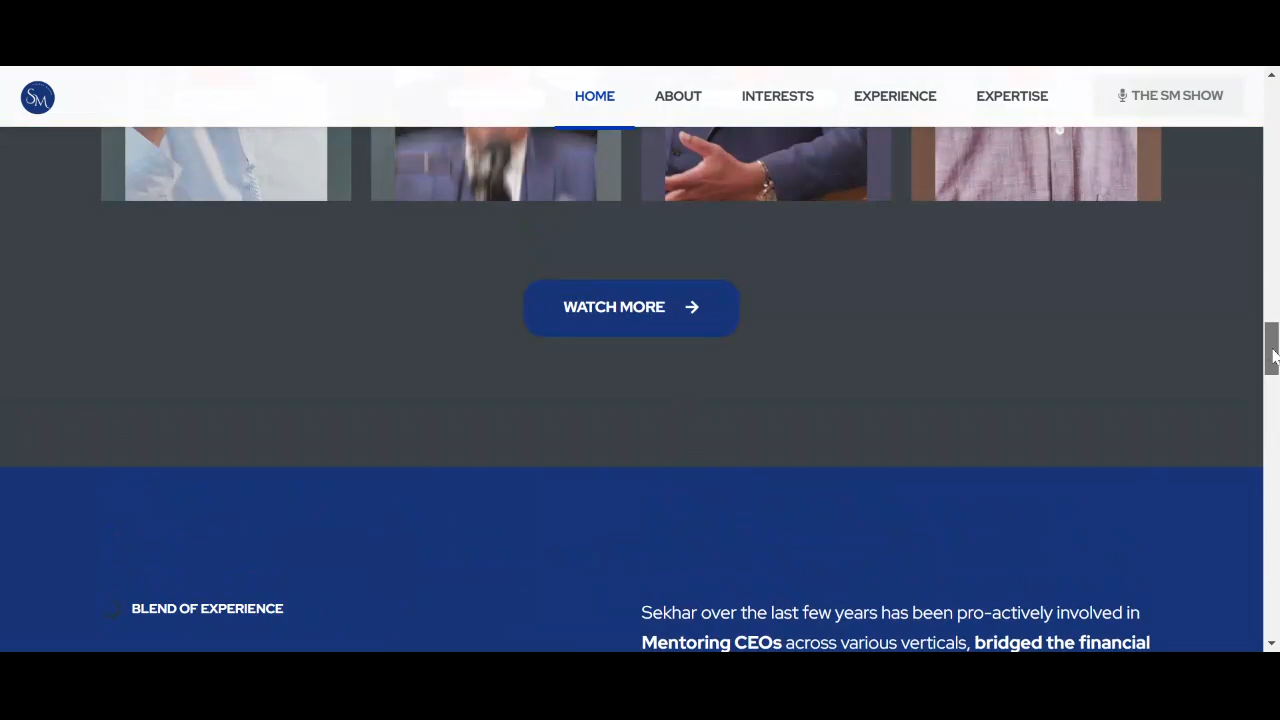 SM
HOME ABOUT INTERESTS EXPERIENCE EXPERTISE THE SM SHOW
WATCH MORE
BLEND OF EXPERIENCE
Sekhar over the last few years has been pro-actively involved in
Mentoring CEOs across various verticals, bridged the financial